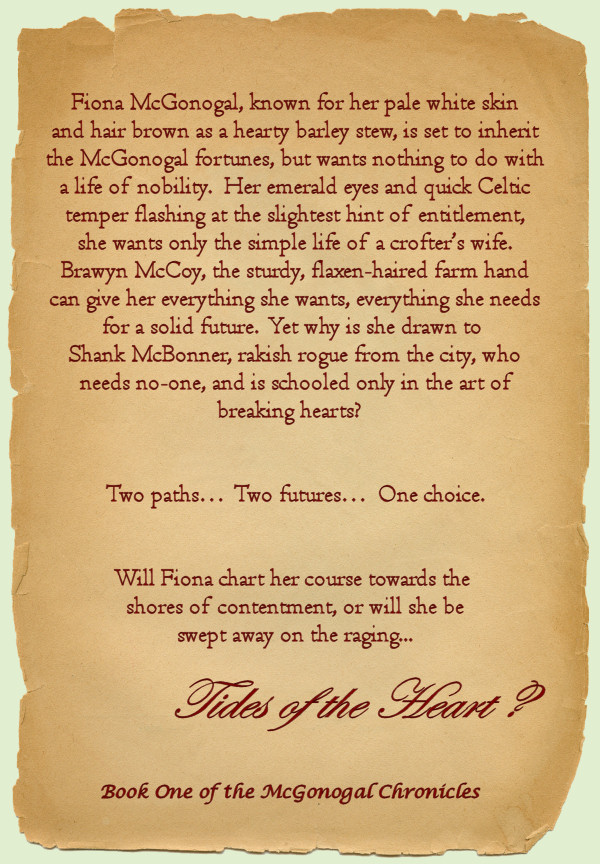 Fiona McGonogal, known for her pale white skin
and hair brown as a hearty barley stew, is set to inherit
the McGonogal fortunes, but wants nothing to do with
a life of nobility.  Her emerald eyes and quick Celtic
temper flashing at the slightest hint of entitlement,
she wants only the simple life of a crofter's wife.
Brawyn McCoy, the sturdy, flaxen-haired farm hand
can give her everything she wants, everything she needs
for a solid future.  Yet why is she drawn to
Shank McBonner, rakish rogue from the city, who
needs no-one, and is schooled only in the art of
breaking hearts?
Two paths...  Two futures...  One choice.
Will Fiona chart her course towards the
shores of contentment, or will she be
swept away on the raging...
Tides of the Heart ?
Book One of the McGonogal Chronicles